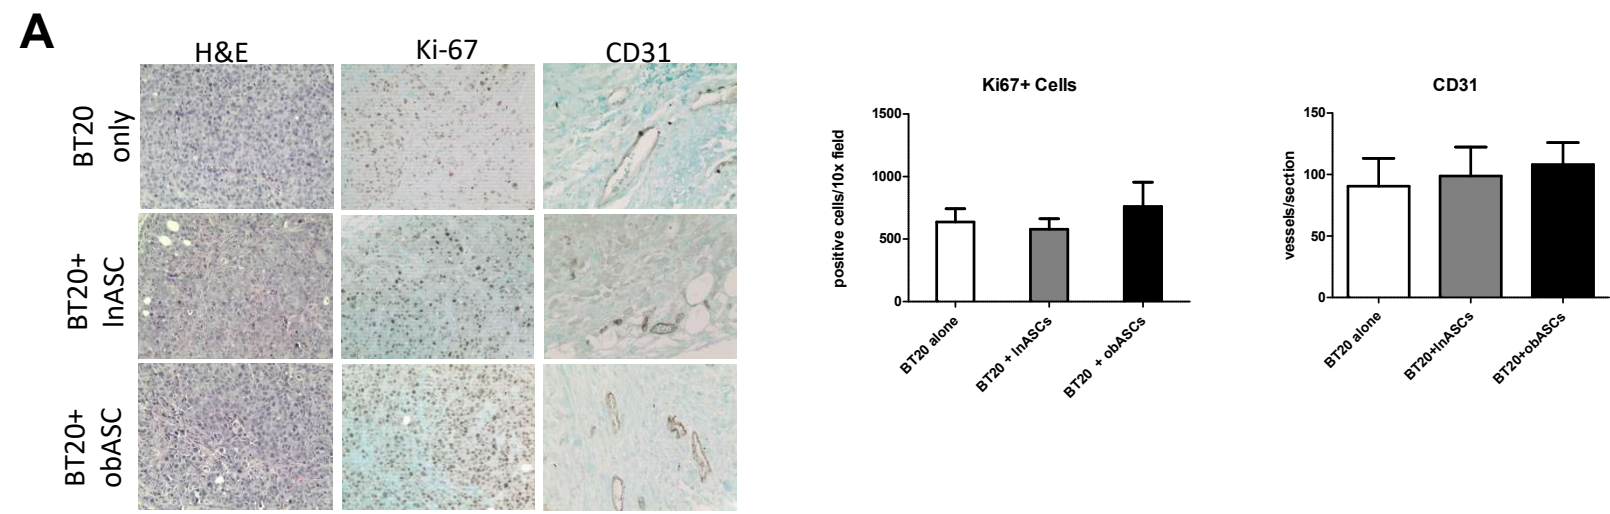 A
H&E
Ki-67
CD31
BT20
only
BT20+
lnASC
BT20+
obASC
Ki67+ Cells
positive cells/10x field
1500
1000
500
0
BT20 alone
BT20 + lnASCs
BT20 + obASCs
CD31
vessels/section
150
100
50
0
BT20 alone
BT20+lnASCs
BT20+obASCs